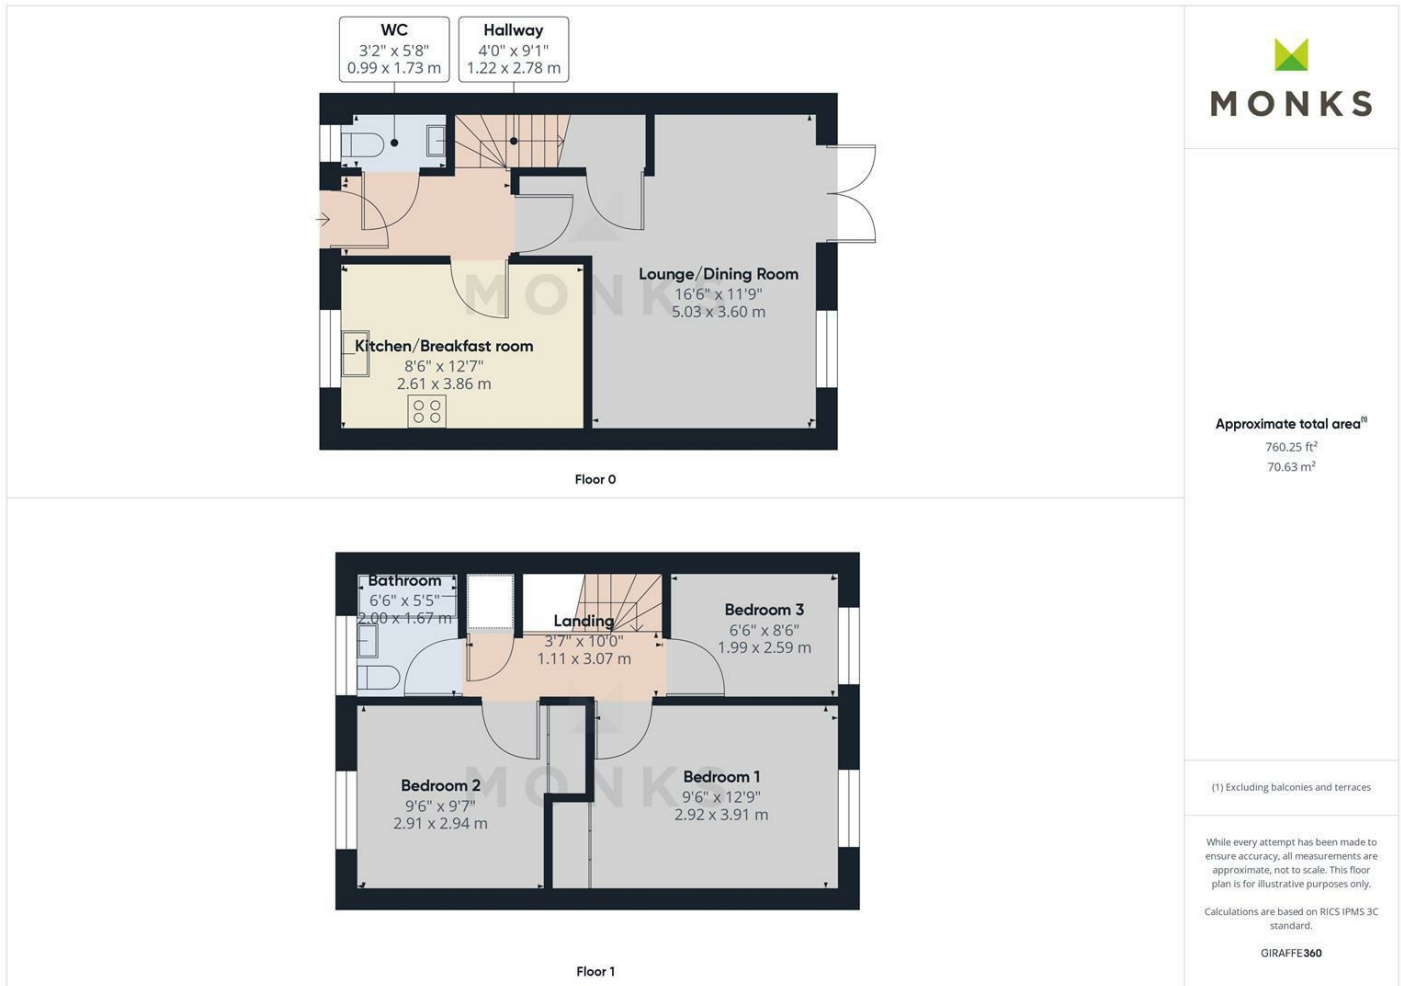 WC
3'2" x 5'8"
0.99 x 1.73 m
Hallway
4'0" x 9'1"
1.22 x 2.78 m
MONKS
Lounge/Dining Room
16'6" x 11'9"
5.03 x 3.60 m
MONKS
Kitchen/Breakfast room
8'6" x 12'7"
2.61 x 3.86 m
Floor 0
Approximate total area(1)
760.25 ft²
70.63 m²
Bathroom
6'6" x 5'5"
2.00 x 1.67 m
Landing
3'7" x 10'0"
1.11 x 3.07 m
Bedroom 3
6'6" x 8'6"
1.99 x 2.59 m
Bedroom 2
9'6" x 9'7"
2.91 x 2.94 m
Bedroom 1
9'6" x 12'9"
2.92 x 3.91 m
MONKS
Floor 1
(1) Excluding balconies and terraces
While every attempt has been made to
ensure accuracy, all measurements are
approximate, not to scale. This floor
plan is for illustrative purposes only.
Calculations are based on RICS IPMS 3C
standard.
GIRAFFE360